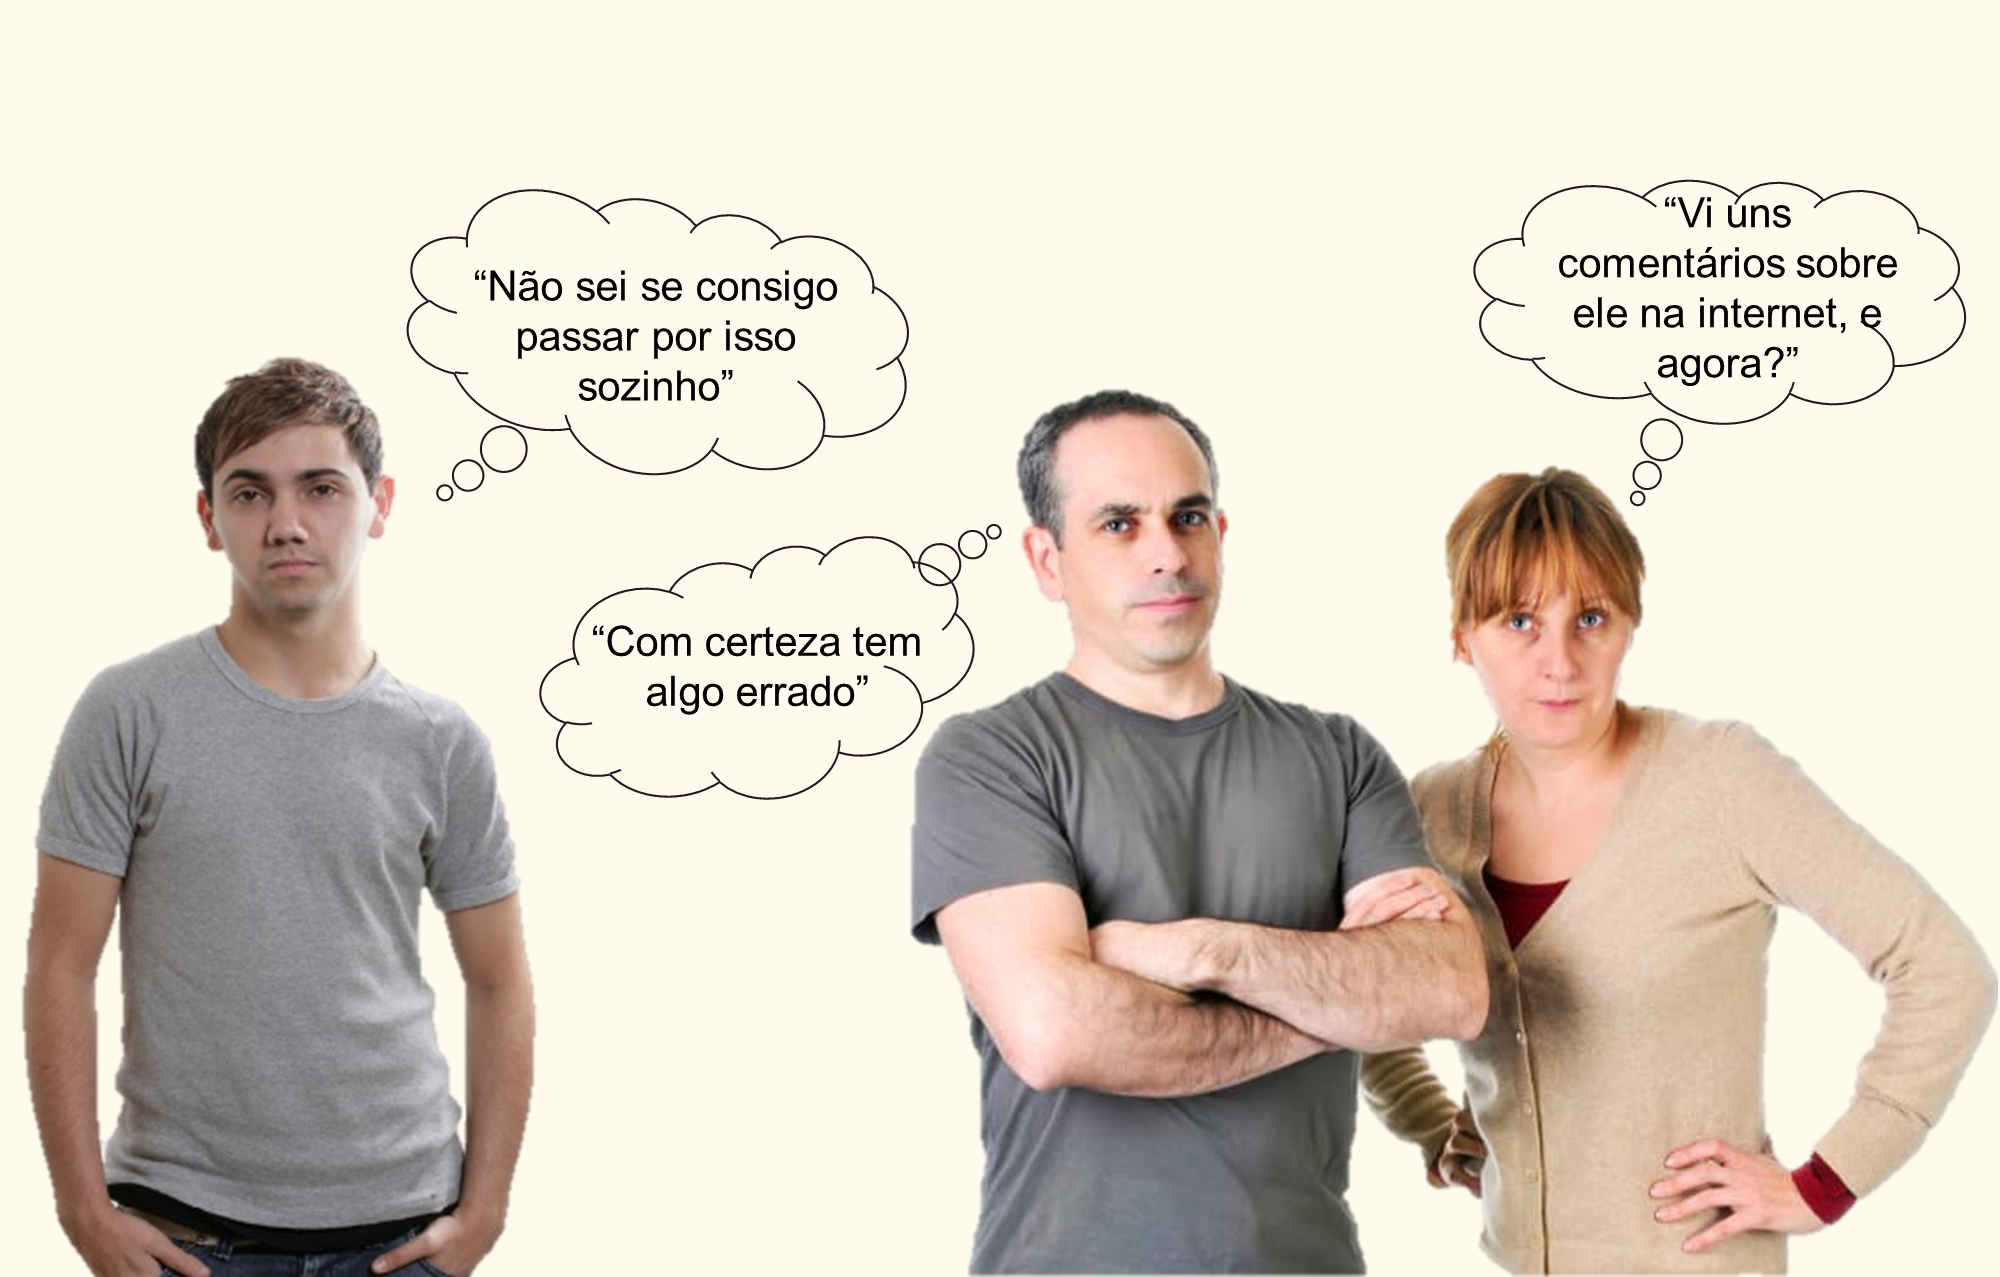 “Não sei se consigo
passar por isso
sozinho”
“Com certeza tem
algo errado”
“Vi uns
comentários sobre
ele na internet, e
agora?”